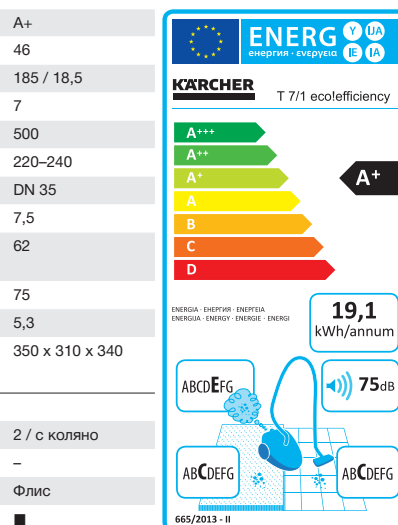 A+
46
185 / 18,5
7
500
220–240
DN 35
7,5
62
75
5,3
350 x 310 x 340
2 / с коляно
–
Флис
ENERG
енергия · ενεργεια
Y
IJA
IE
IA
KÄRCHER
T 7/1 eco!efficiency
A+++
A++
A+
A
B
C
D
A+
ENERGIA · ЕНЕРГИЯ · ΕΝΕΡΓΕΙΑ
ENERGIJA · ENERGY · ENERGIE · ENERGI
19,1
kWh/annum
ABCDEFG
75dB
ABCDEFG
ABCDEFG
665/2013 - II